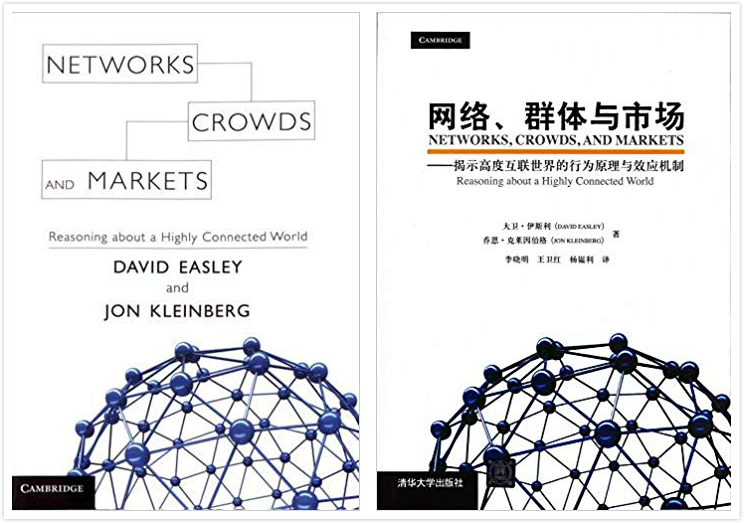 NETWORKS
CROWDS
AND MARKETS
Reasoning about a Highly Connected World
DAVID EASLEY
and
JON KLEINBERG
CAMBRIDGE
CAMBRIDGE
网络、群体与市场
NETWORKS, CROWDS, AND MARKETS
——揭示高度互联世界的行为原理与效应机制
Reasoning about a Highly Connected World
大卫·伊斯利 (DAVID EASLEY)
乔恩·克莱因伯格 (JON KLEINBERG) 著
李晓明 王卫红 杨韫利 译
清华大学出版社